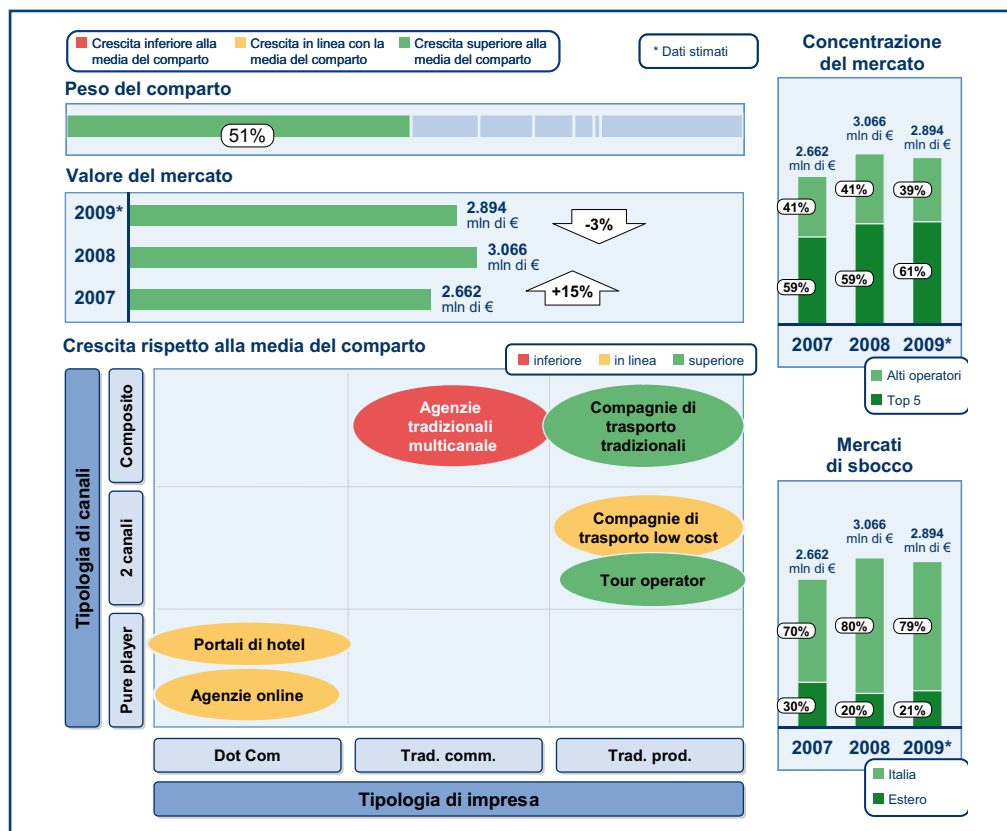 Crescita inferiore alla
media del comparto
Crescita in linea con la
media del comparto
Crescita superiore alla
media del comparto
* Dati stimati
Peso del comparto
51%
Valore del mercato
2009*
2.894
mln di €
-3%
2008
3.066
mln di €
2007
2.662
mln di €
+15%
Crescita rispetto alla media del comparto
inferiore
in linea
superiore
Tipologia di canali
Composito
2 canali
Pure player
Agenzie
tradizionali
multicanale
Compagnie di
trasporto
tradizionali
Compagnie di
trasporto low cost
Tour operator
Portali di hotel
Agenzie online
Dot Com
Trad. comm.
Trad. prod.
Tipologia di impresa
Concentrazione
del mercato
2.662
mln di €
3.066
mln di €
2.894
mln di €
41%
41%
39%
59%
59%
61%
2007
2008
2009*
Alti operatori
Top 5
Mercati
di sbocco
2.662
mln di €
3.066
mln di €
2.894
mln di €
70%
80%
79%
30%
20%
21%
2007
2008
2009*
Italia
Estero